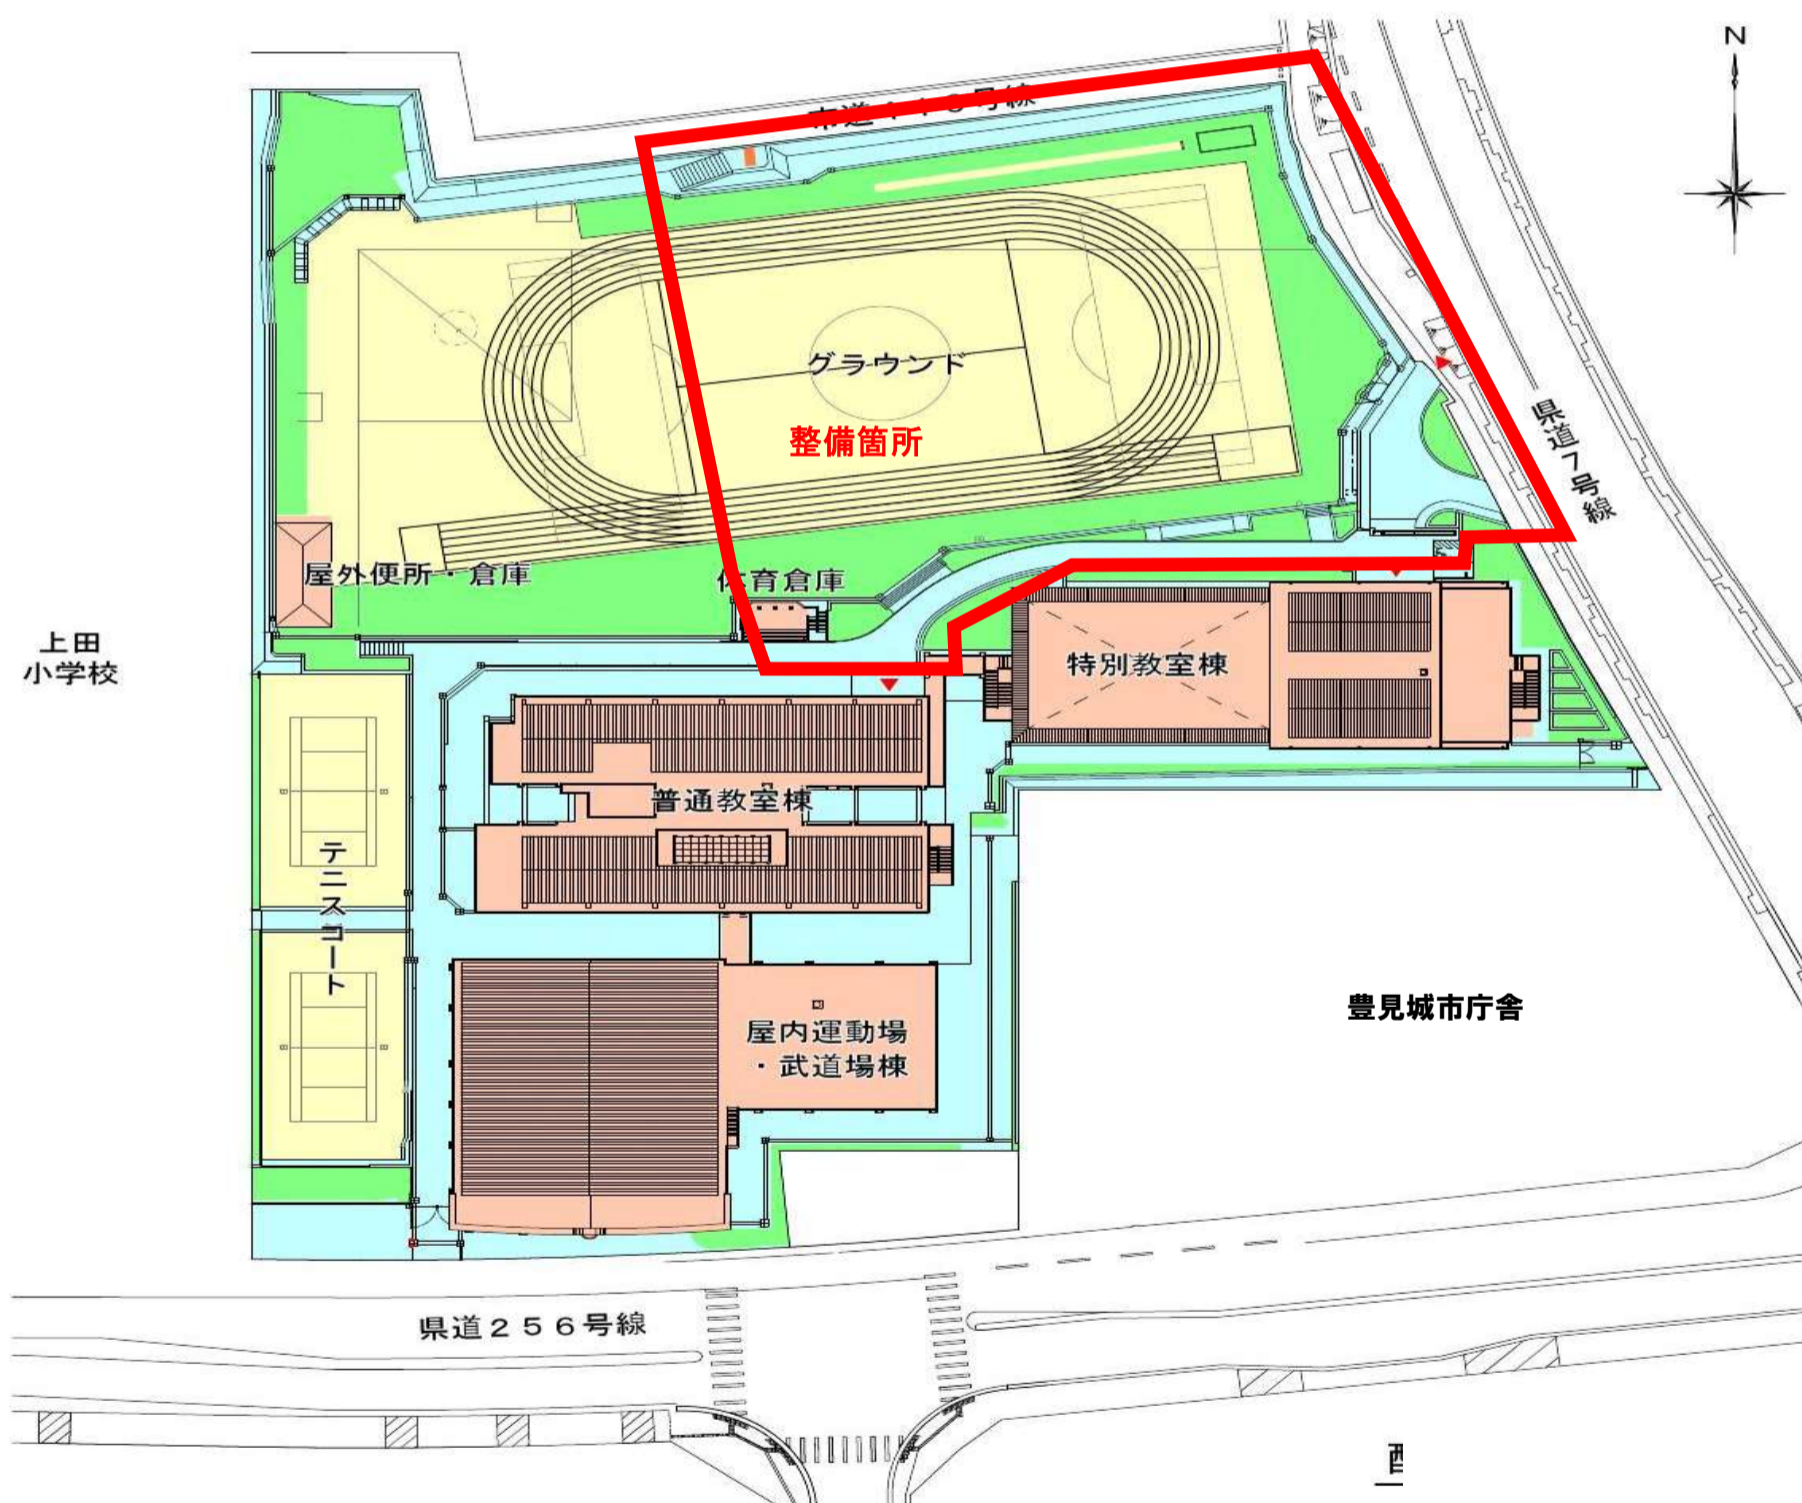 N
グラウンド
整備箇所
県道7号線
屋外便所・倉庫
体育倉庫
上田
小学校
特別教室棟
普通教室棟
テニスコート
豊見城市庁舎
屋内運動場
・武道場棟
県道256号線